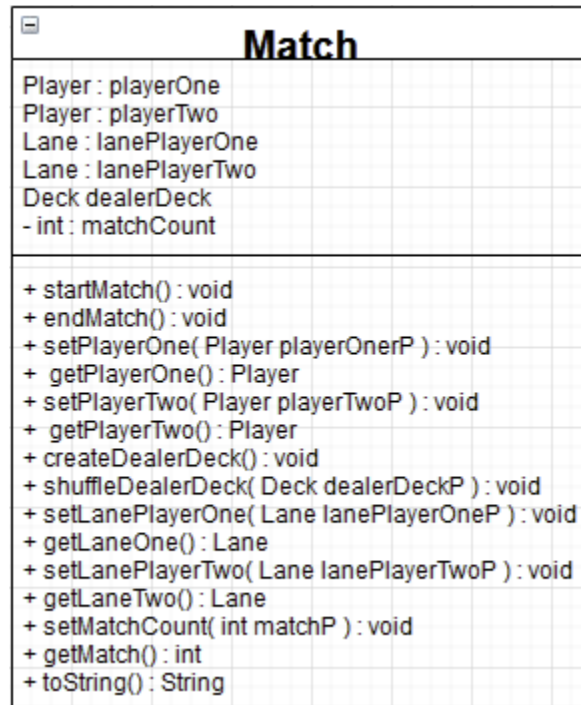 Match
Player : playerOne
Player : playerTwo
Lane : lanePlayerOne
Lane : lanePlayerTwo
Deck dealerDeck
- int : matchCount
+ startMatch() : void
+ endMatch() : void
+ setPlayerOne( Player playerOnerP ) : void
+ getPlayerOne() : Player
+ setPlayerTwo( Player playerTwoP ) : void
+ getPlayerTwo() : Player
+ createDealerDeck() : void
+ shuffleDealerDeck( Deck dealerDeckP ) : void
+ setLanePlayerOne( Lane lanePlayerOneP ) : void
+ getLaneOne() : Lane
+ setLanePlayerTwo( Lane lanePlayerTwoP ) : void
+ getLaneTwo() : Lane
+ setMatchCount( int matchP ) : void
+ getMatch() : int
+ toString() : String